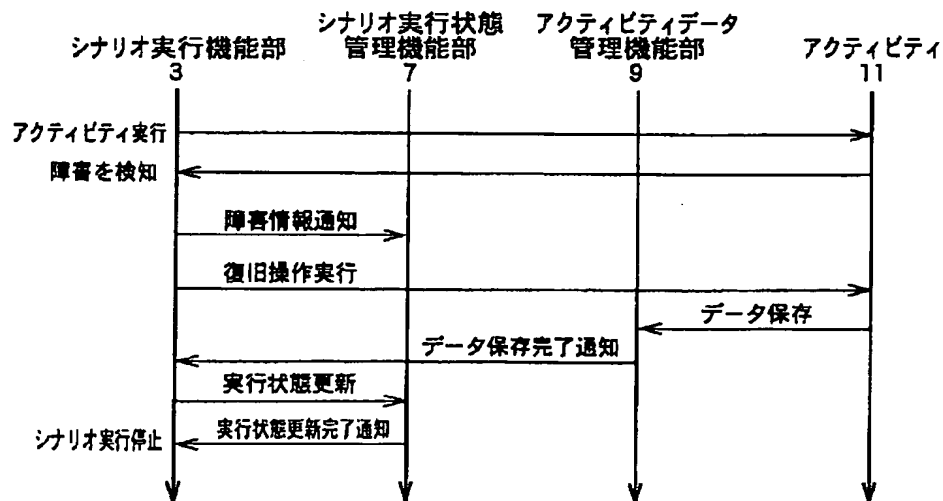 シナリオ実行機能部
3
シナリオ実行状態
管理機能部
7
アクティビティデータ
管理機能部
9
アクティビティ
11
アクティビティ実行
障害を検知
障害情報通知
復旧操作実行
データ保存
データ保存完了通知
実行状態更新
シナリオ実行停止
実行状態更新完了通知